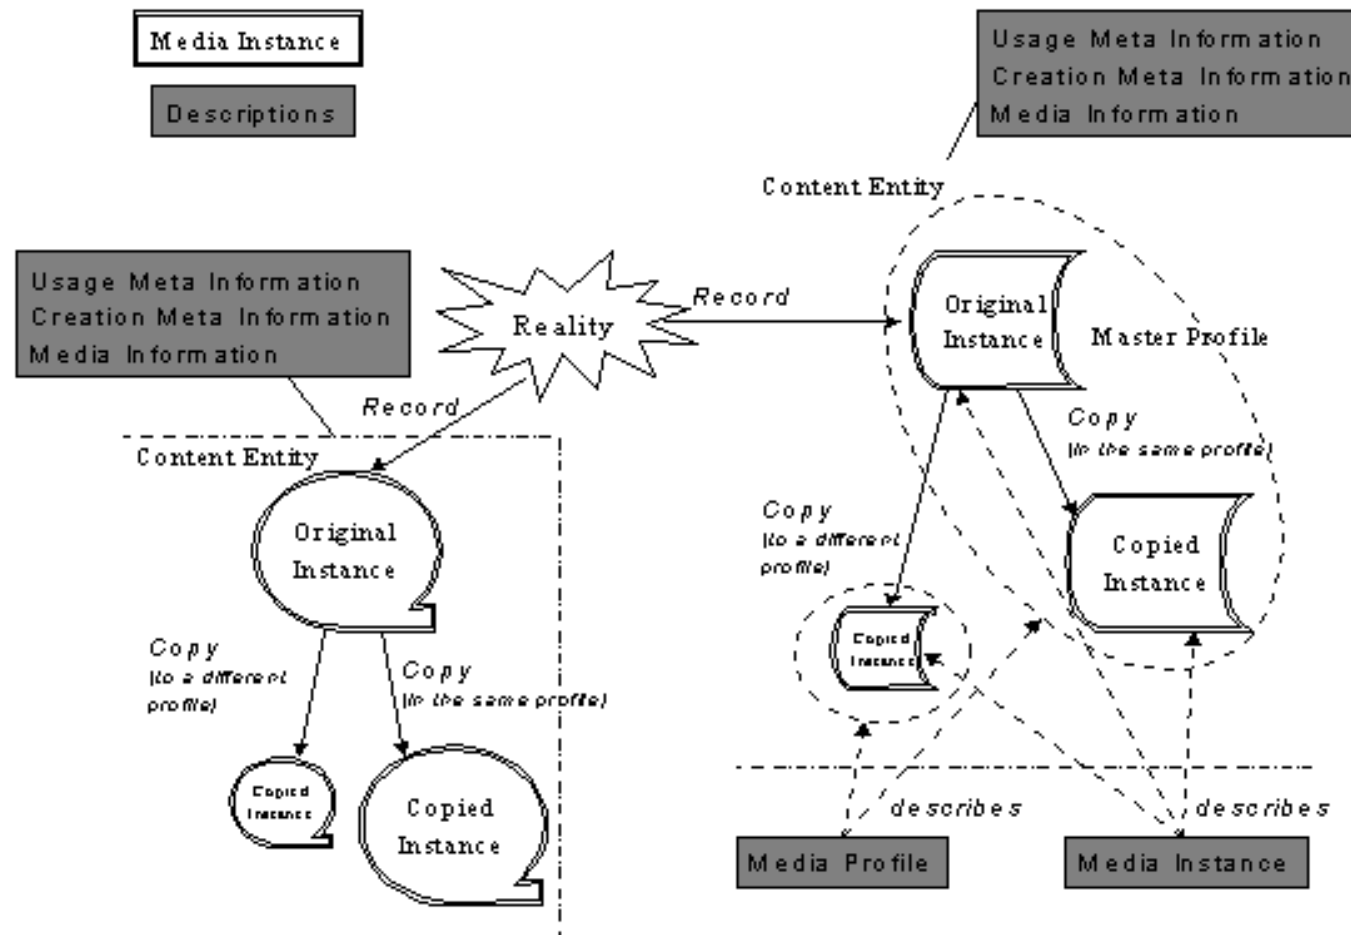 Media Instance
Descriptions
Usage Meta Information
Creation Meta Information
Media Information
Content Entity
Usage Meta Information
Creation Meta Information
Media Information
Reality
Record
Original
Instance
Master Profile
Record
Content Entity
Copy
(in the same profile)
Original
Instance
Copy
(to a different
profile)
Copied
Instance
Copied
Instance
Copy
(to a different
profile)
Copy
(in the same profile)
Copied
Instance
Copied
Instance
describes
describes
Media Profile
Media Instance